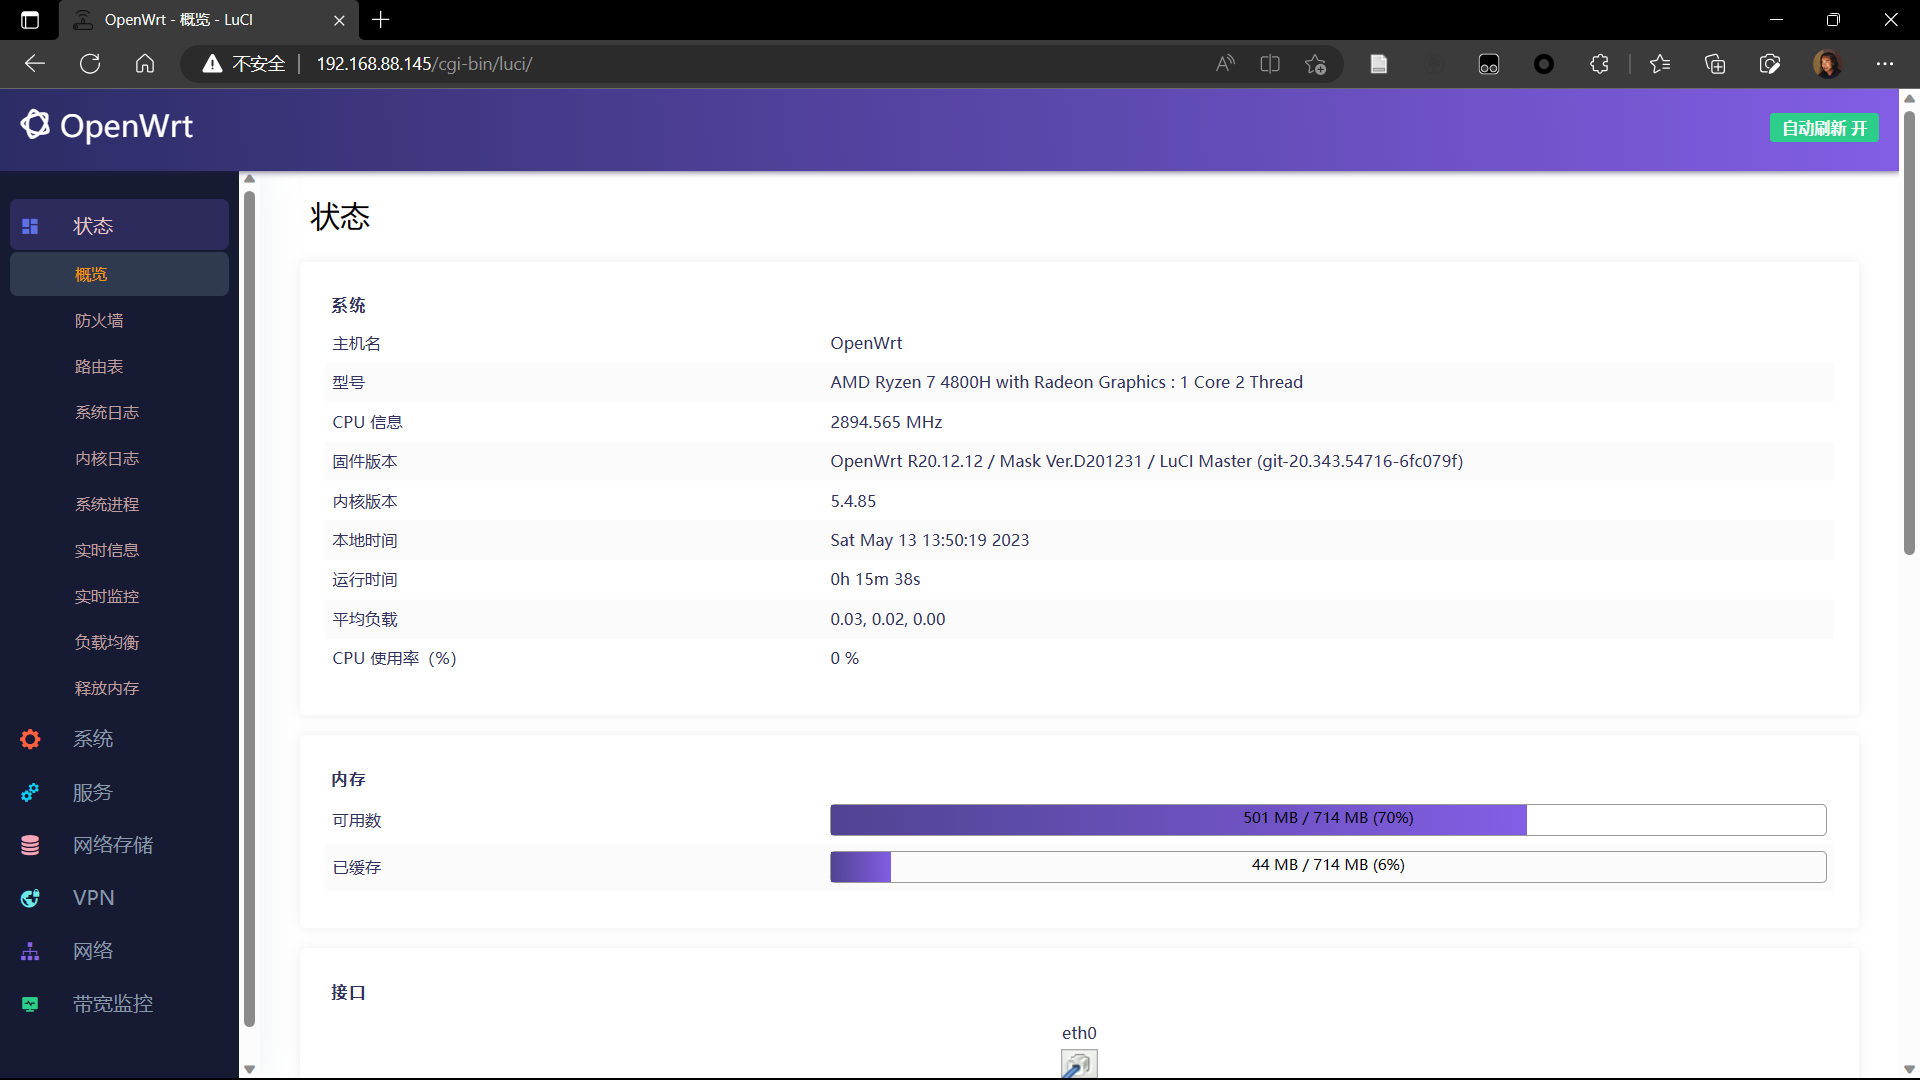 OpenWrt - 概览 - LuCI
不安全
192.168.88.145/cgi-bin/luci/
OpenWrt
自动刷新 开
状态
概览
防火墙
路由表
系统日志
内核日志
系统进程
实时信息
实时监控
负载均衡
释放内存
系统
服务
网络存储
VPN
网络
带宽监控
状态
系统
主机名 OpenWrt
型号 AMD Ryzen 7 4800H with Radeon Graphics : 1 Core 2 Thread
CPU 信息 2894.565 MHz
固件版本 OpenWrt R20.12.12 / Mask Ver.D201231 / LuCI Master (git-20.343.54716-6fc079f)
内核版本 5.4.85
本地时间 Sat May 13 13:50:19 2023
运行时间 0h 15m 38s
平均负载 0.03, 0.02, 0.00
CPU 使用率（%） 0 %
内存
可用数 501 MB / 714 MB (70%)
已缓存 44 MB / 714 MB (6%)
接口
eth0